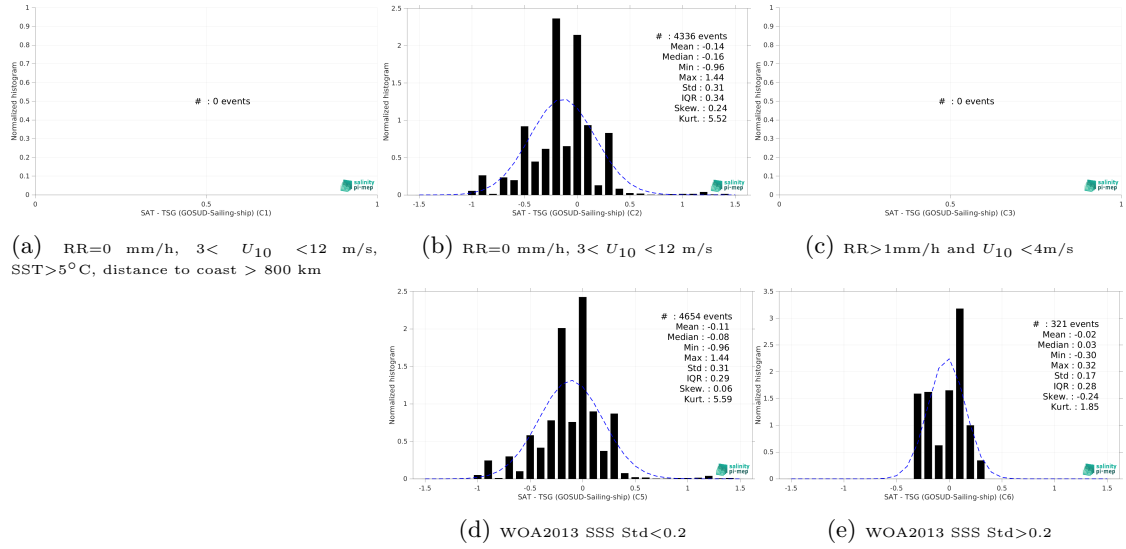 1
0.9
0.8
0.7
0.6
0.5
0.4
0.3
0.2
0.1
0
Normalized histogram
# : 0 events
salinity
pi-mep
0 0.5 1
SAT - TSG (GOSUD-Sailing-ship) (C1)
(a) RR=0 mm/h, 3< U10 <12 m/s,
SST>5°C, distance to coast > 800 km
2.5
2
1.5
1
0.5
0
Normalized histogram
# : 4336 events
Mean : -0.14
Median : -0.16
Min : -0.96
Max : 1.44
Std : 0.31
IQR : 0.34
Skew. : 0.24
Kurt. : 5.52
salinity
pi-mep
-1.5 -1 -0.5 0 0.5 1 1.5
SAT - TSG (GOSUD-Sailing-ship) (C2)
(b) RR=0 mm/h, 3< U10 <12 m/s
1
0.9
0.8
0.7
0.6
0.5
0.4
0.3
0.2
0.1
0
Normalized histogram
# : 0 events
salinity
pi-mep
0 0.5 1
SAT - TSG (GOSUD-Sailing-ship) (C3)
(c) RR>1mm/h and U10 <4m/s
2.5
2
1.5
1
0.5
0
Normalized histogram
# : 4654 events
Mean : -0.11
Median : -0.08
Min : -0.96
Max : 1.44
Std : 0.31
IQR : 0.29
Skew. : 0.06
Kurt. : 5.59
salinity
pi-mep
-1.5 -1 -0.5 0 0.5 1 1.5
SAT - TSG (GOSUD-Sailing-ship) (C5)
(d) WOA2013 SSS Std<0.2
3.5
3
2.5
2
1.5
1
0.5
0
Normalized histogram
# : 321 events
Mean : -0.02
Median : 0.03
Min : -0.30
Max : 0.32
Std : 0.17
IQR : 0.28
Skew. : -0.24
Kurt. : 1.85
salinity
pi-mep
-1.5 -1 -0.5 0 0.5 1 1.5
SAT - TSG (GOSUD-Sailing-ship) (C6)
(e) WOA2013 SSS Std>0.2